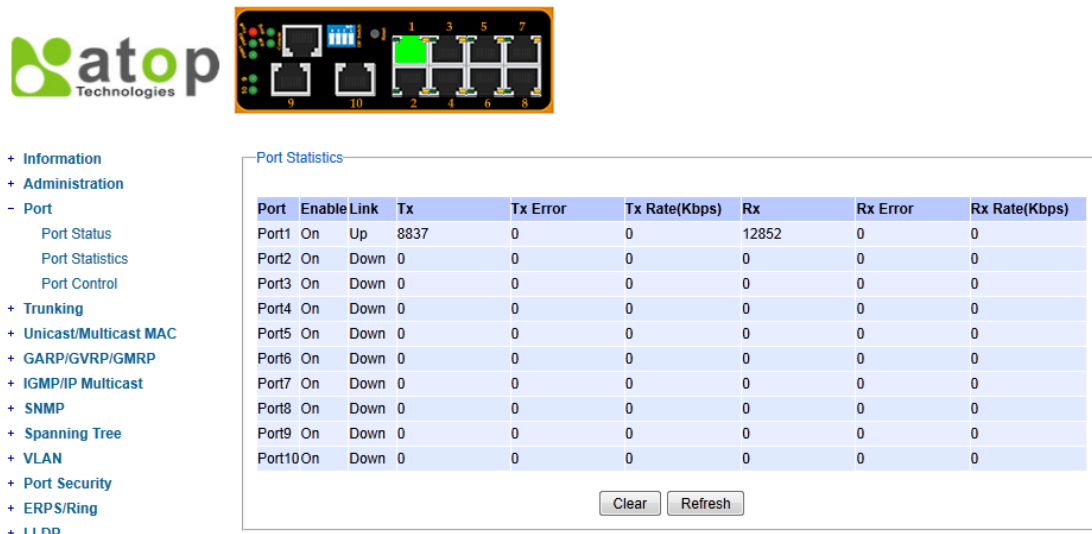 atop
Technologies
1 3 5 7
9 10 2 4 6 8
+ Information
+ Administration
- Port
Port Status
Port Statistics
Port Control
+ Trunking
+ Unicast/Multicast MAC
+ GARP/GVRP/GMRP
+ IGMP/IP Multicast
+ SNMP
+ Spanning Tree
+ VLAN
+ Port Security
+ ERPS/Ring
+ LLDP
Port Statistics
Port Enable Link Tx Tx Error Tx Rate(Kbps) Rx Rx Error Rx Rate(Kbps)
Port1 On Up 8837 0 0 12852 0 0
Port2 On Down 0 0 0 0 0 0
Port3 On Down 0 0 0 0 0 0
Port4 On Down 0 0 0 0 0 0
Port5 On Down 0 0 0 0 0 0
Port6 On Down 0 0 0 0 0 0
Port7 On Down 0 0 0 0 0 0
Port8 On Down 0 0 0 0 0 0
Port9 On Down 0 0 0 0 0 0
Port10 On Down 0 0 0 0 0 0
Clear Refresh